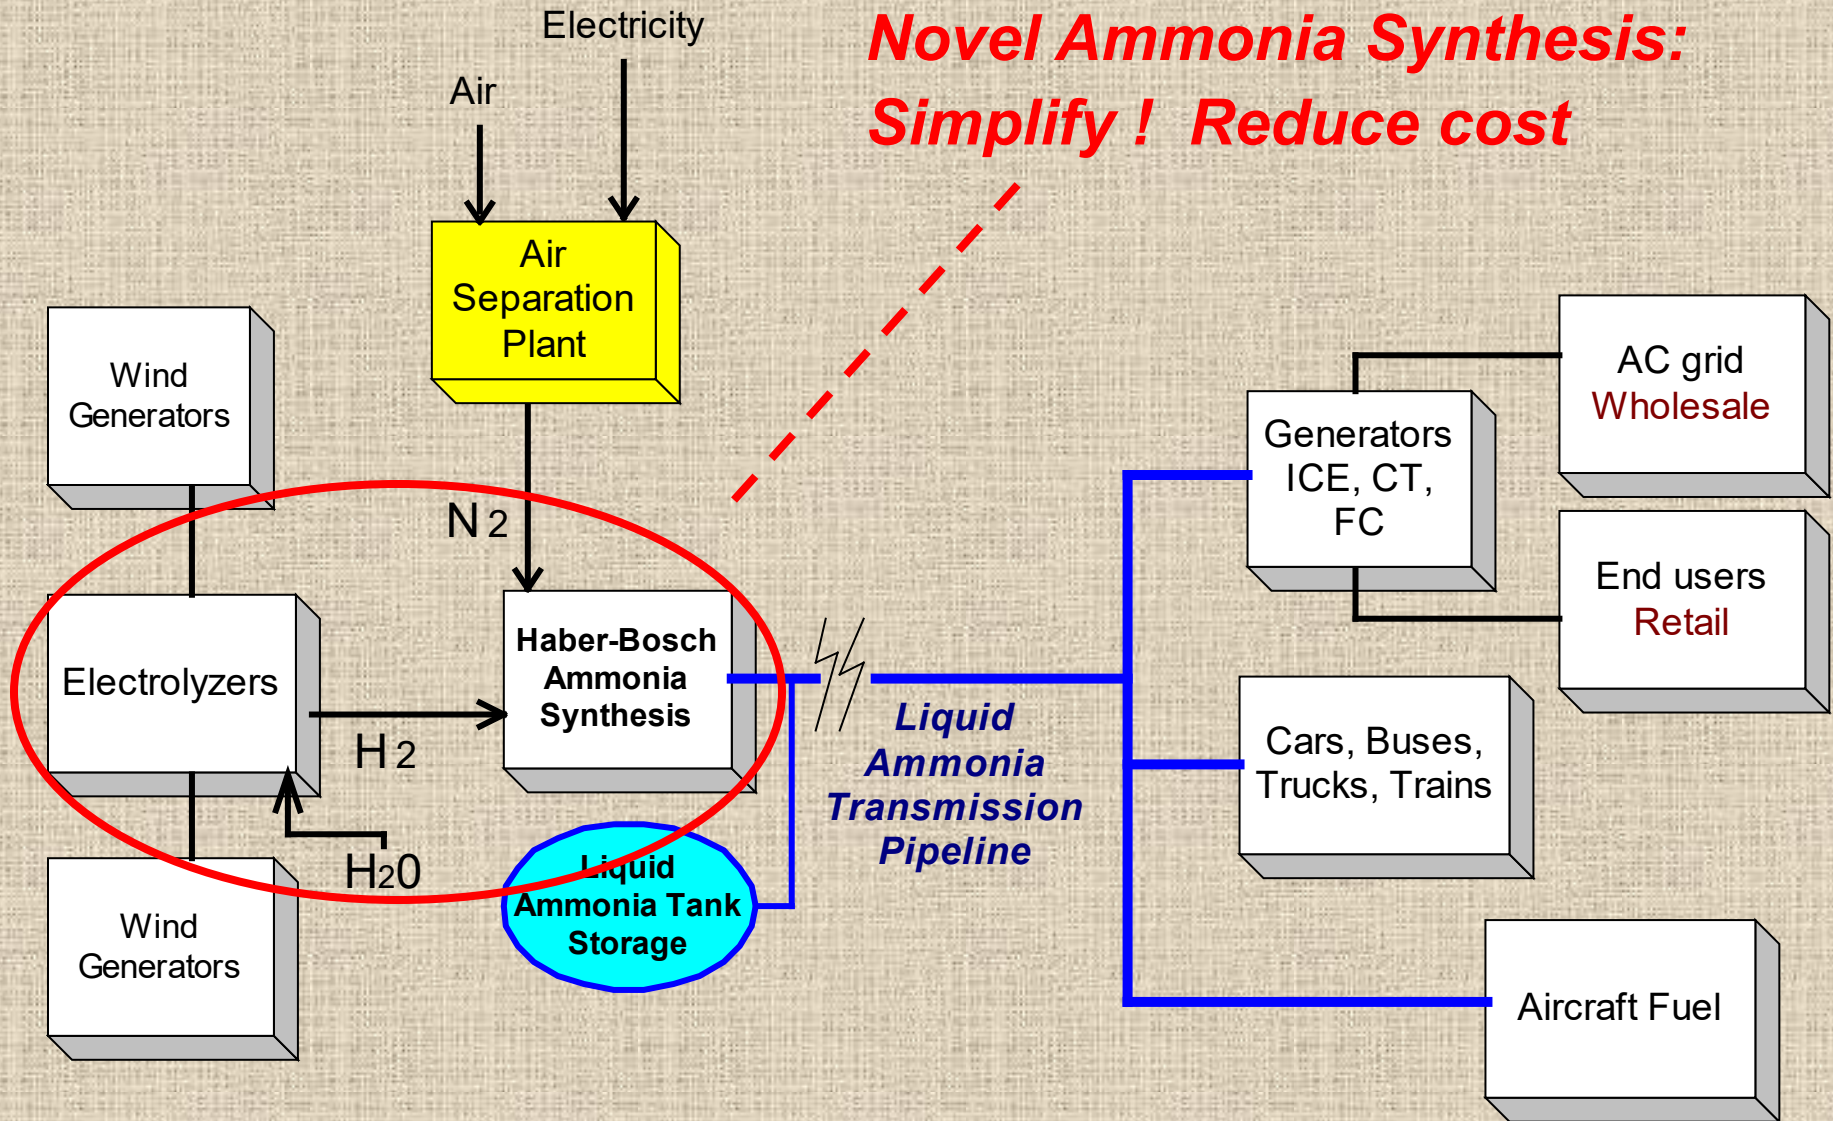 Electricity
Novel Ammonia Synthesis:
Simplify ! Reduce cost
Air
Air
Separation
Plant
Wind
Generators
N 2
Electrolyzers
H 2
H20
Haber-Bosch
Ammonia
Synthesis
Wind
Generators
Liquid
Ammonia Tank
Storage
Liquid
Ammonia
Transmission
Pipeline
Generators
ICE, CT,
FC
AC grid
Wholesale
End users
Retail
Cars, Buses,
Trucks, Trains
Aircraft Fuel